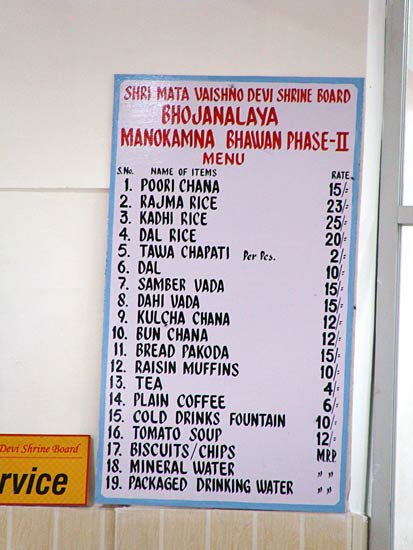 SHRI MATA VAISHNO DEVI SHRINE BOARD
BHOJANALAYA
MANOKAMNA BHAWAN PHASE-II
MENU
S.No. NAME OF ITEMS RATE
1. POORI CHANA 15/-
2. RAJMA RICE 23/-
3. KADHI RICE 25/-
4. DAL RICE 20/-
5. TAWA CHAPATI Per Pcs. 2/-
6. DAL 10/-
7. SAMBER VADA 15/-
8. DAHI VADA 15/-
9. KULCHA CHANA 12/-
10. BUN CHANA 12/-
11. BREAD PAKODA 15/-
12. RAISIN MUFFINS 10/-
13. TEA 4/-
14. PLAIN COFFEE 6/-
15. COLD DRINKS FOUNTAIN 10/-
16. TOMATO SOUP 12/-
17. BISCUITS/CHIPS M.R.P
18. MINERAL WATER " "
19. PACKAGED DRINKING WATER " "
Devi Shrine Board
rvice